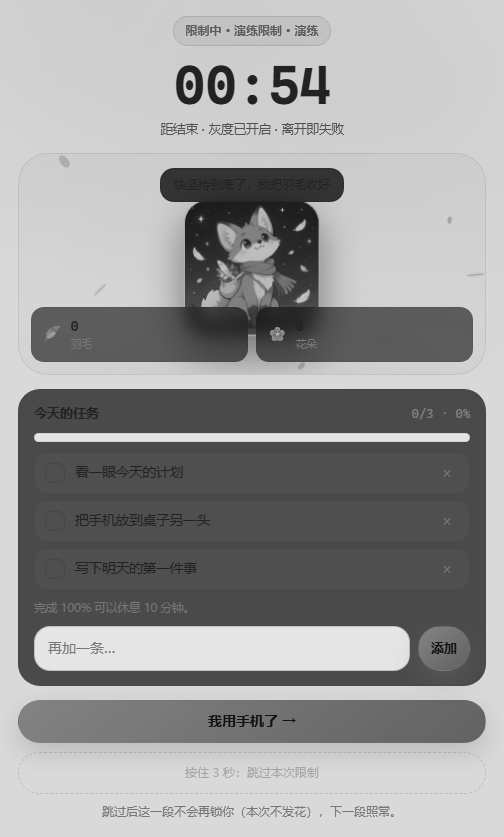 限制中 • 演练限制 • 演练
00:54
距结束 · 灰度已开启 · 离开即失败
快坚持到底了，我把羽毛收好
0
羽毛
0
花朵
今天的任务
0/3 · 0%
看一眼今天的计划
×
把手机放到桌子另一头
×
写下明天的第一件事
×
完成 100% 可以休息 10 分钟。
再加一条...
添加
我用手机了 →
按住 3 秒：跳过本次限制
跳过后这一段不会再锁你（本次不发花），下一段照常。